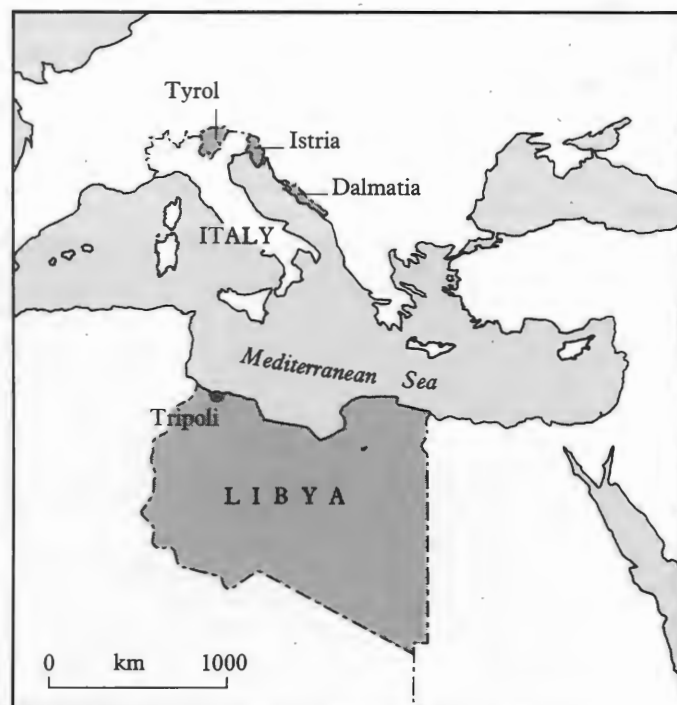 Tyrol
Istria
Dalmatia
ITALY
Mediterranean Sea
Tripoli
LIBYA
0 km 1000